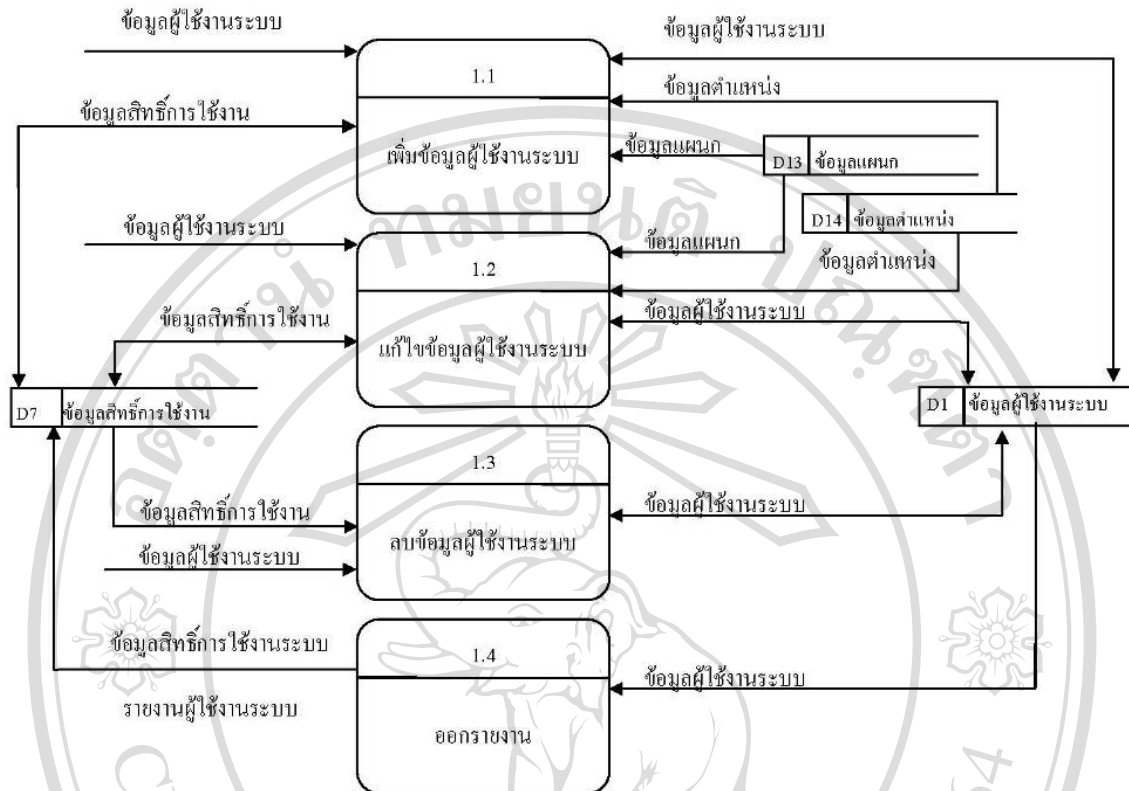 ข้อมูลผู้ใช้งานระบบ
ข้อมูลผู้ใช้งานระบบ
1.1
ข้อมูลตำแหน่ง
ข้อมูลสิทธิ์การใช้งาน
ข้อมูลแผนก
เพิ่มข้อมูลผู้ใช้งานระบบ
D13 ข้อมูลแผนก
D14 ข้อมูลตำแหน่ง
ข้อมูลผู้ใช้งานระบบ
ข้อมูลแผนก
1.2
ข้อมูลตำแหน่ง
ข้อมูลผู้ใช้งานระบบ
ข้อมูลสิทธิ์การใช้งาน
แก้ไขข้อมูลผู้ใช้งานระบบ
D7 ข้อมูลสิทธิ์การใช้งาน
D1 ข้อมูลผู้ใช้งานระบบ
1.3
ข้อมูลสิทธิ์การใช้งาน
ข้อมูลผู้ใช้งานระบบ
ลบข้อมูลผู้ใช้งานระบบ
ข้อมูลผู้ใช้งานระบบ
ข้อมูลสิทธิ์การใช้งานระบบ
1.4
ข้อมูลผู้ใช้งานระบบ
รายงานผู้ใช้งานระบบ
ออกรายงาน